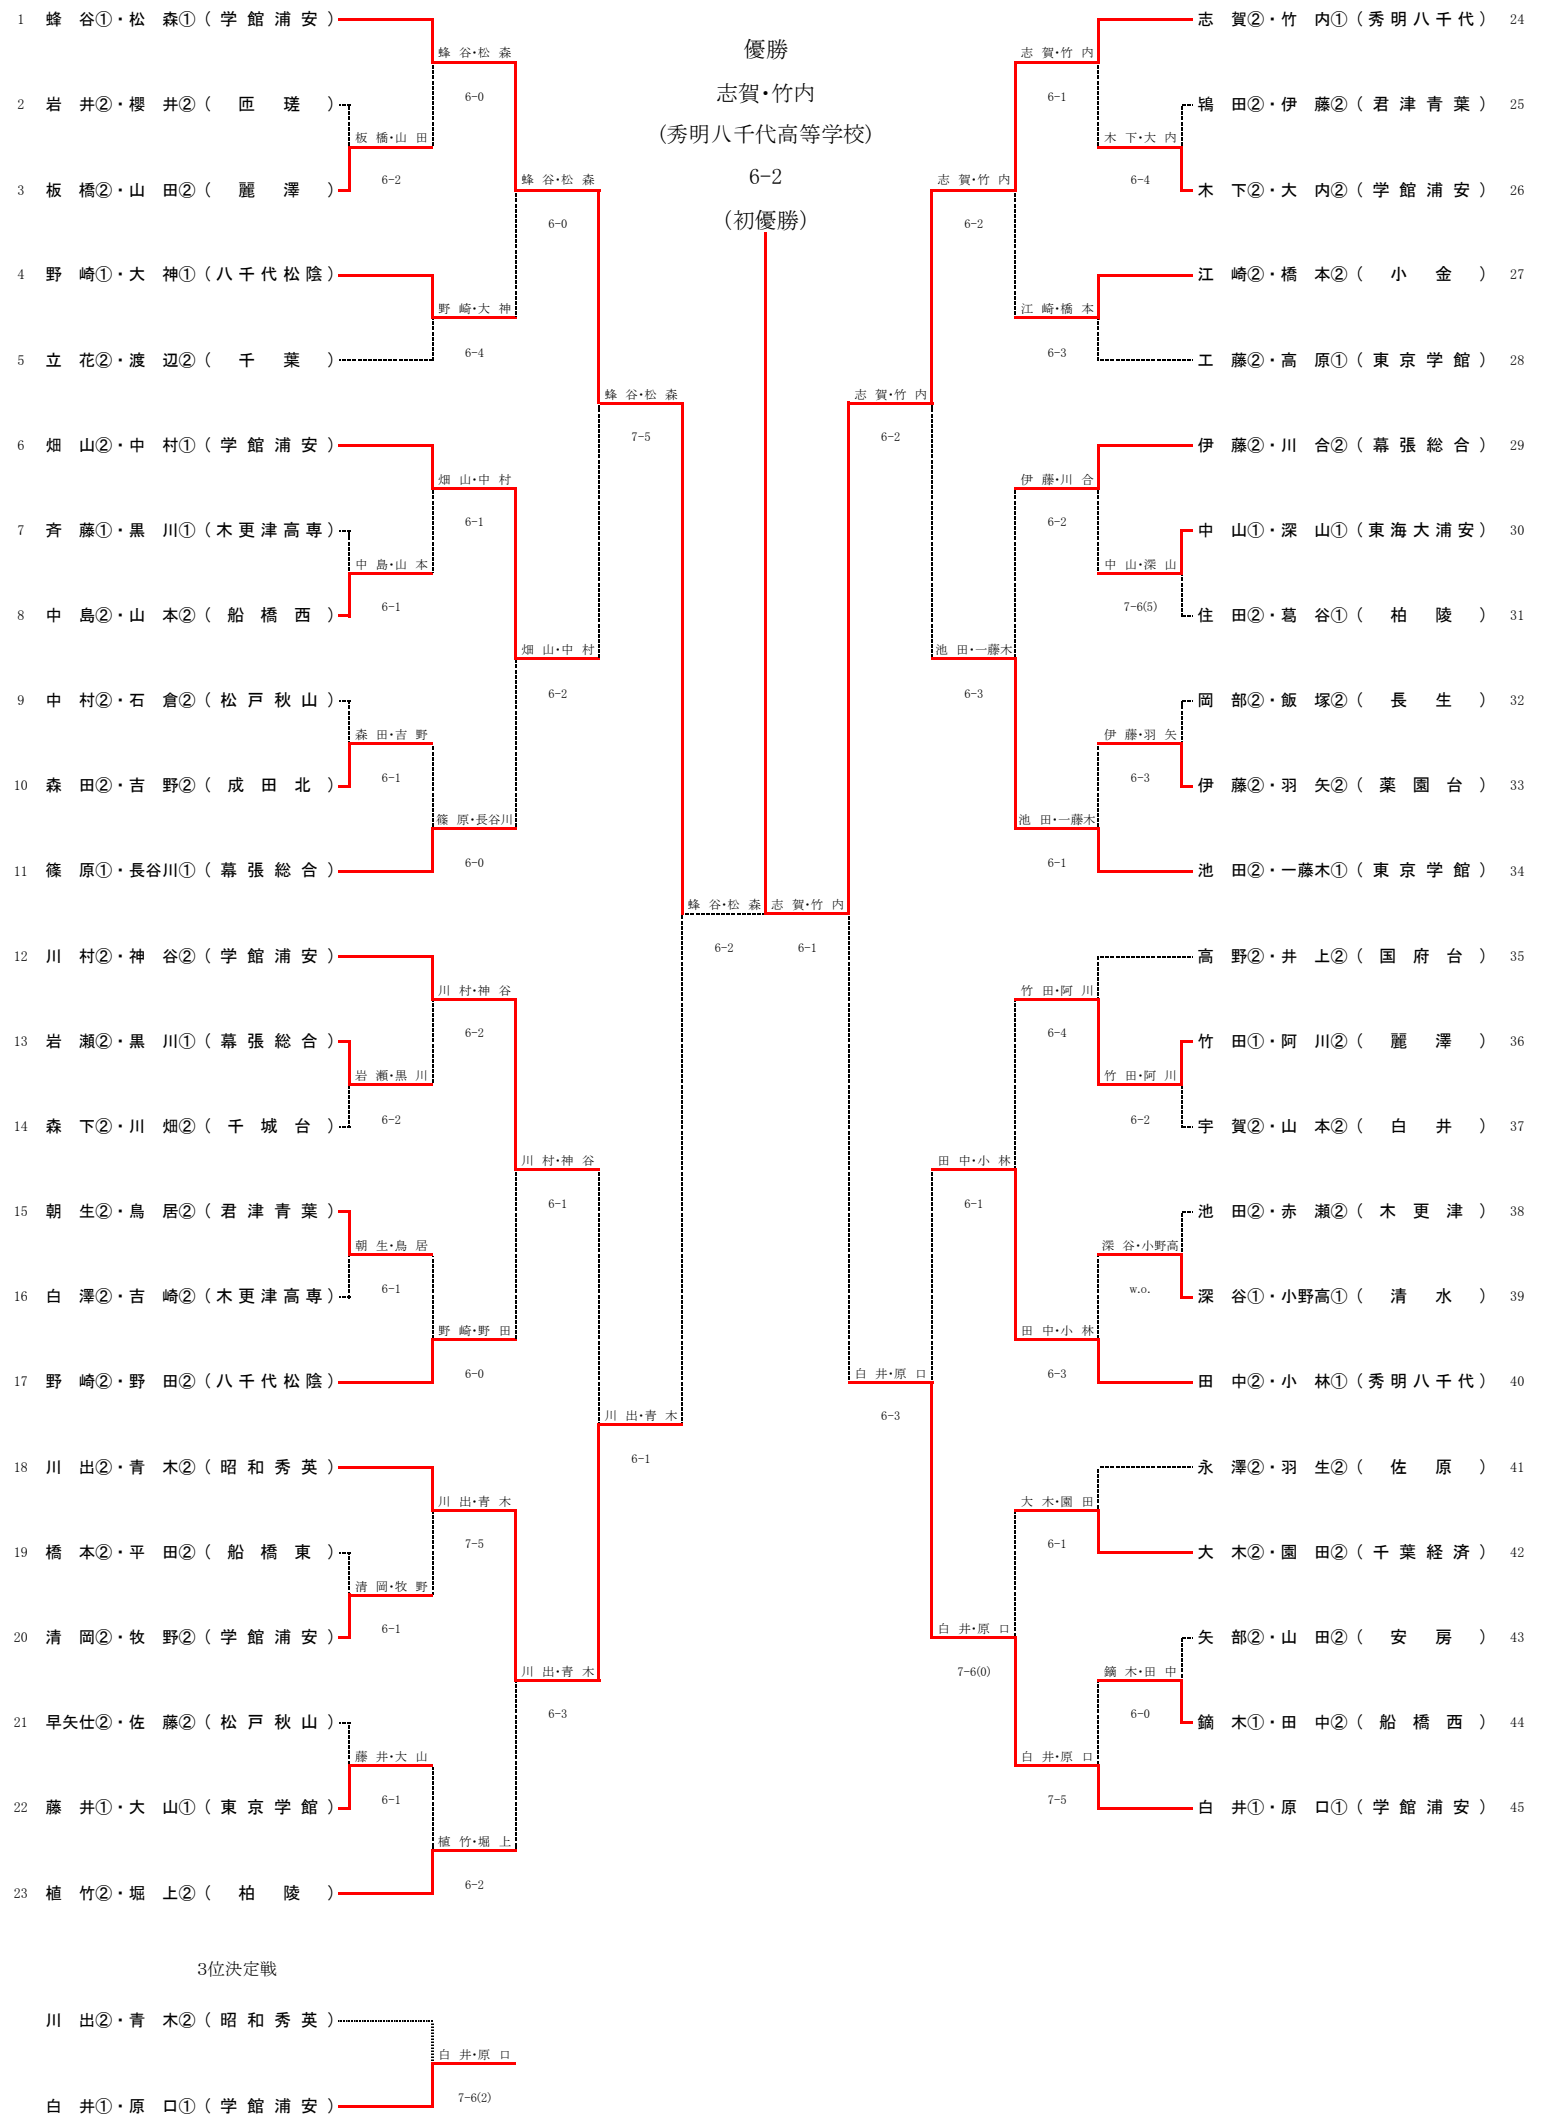 優勝
志賀・竹内
(秀明八千代高等学校)
6-2
(初優勝)
1 蜂 谷①・松 森①（学館浦安）
蜂 谷・松 森
6-0
2 岩 井②・櫻 井②（匝瑳）
板 橋・山 田
6-2
3 板 橋②・山 田②（麗澤）
蜂 谷・松 森
6-0
4 野 崎①・大 神①（八千代松陰）
野 崎・大 神
6-4
5 立 花②・渡 辺②（千葉）
蜂 谷・松 森
7-5
6 畑 山②・中 村①（学館浦安）
畑 山・中 村
6-1
7 斉 藤①・黒 川①（木更津高専）
中 島・山 本
6-1
8 中 島②・山 本②（船橋西）
畑 山・中 村
6-2
9 中 村②・石 倉②（松戸秋山）
森 田・吉 野
6-1
10 森 田②・吉 野②（成田北）
篠 原・長谷川
6-0
11 篠 原①・長谷川①（幕張総合）
蜂 谷・松 森
6-2
12 川 村②・神 谷②（学館浦安）
川 村・神 谷
6-2
13 岩 瀬②・黒 川①（幕張総合）
岩 瀬・黒 川
6-2
14 森 下②・川 畑②（千城台）
川 村・神 谷
6-1
15 朝 生②・鳥 居②（君津青葉）
朝 生・鳥 居
6-1
16 白 澤②・吉 崎②（木更津高専）
野 崎・野 田
6-0
17 野 崎②・野 田②（八千代松陰）
川 出・青 木
6-1
18 川 出②・青 木②（昭和秀英）
川 出・青 木
7-5
19 橋 本②・平 田②（船橋東）
清 岡・牧 野
6-1
20 清 岡②・牧 野②（学館浦安）
川 出・青 木
6-3
21 早矢仕②・佐 藤②（松戸秋山）
藤 井・大 山
6-1
22 藤 井①・大 山①（東京学館）
植 竹・堀 上
6-2
23 植 竹②・堀 上②（柏陵）
志 賀②・竹 内①（秀明八千代） 24
志 賀・竹 内
6-1
鴇 田②・伊 藤②（君津青葉） 25
木 下・大 内
6-4
木 下②・大 内②（学館浦安） 26
志 賀・竹 内
6-2
江 崎②・橋 本②（小金） 27
江 崎・橋 本
6-3
工 藤②・高 原①（東京学館） 28
志 賀・竹 内
6-2
伊 藤②・川 合②（幕張総合） 29
伊 藤・川 合
6-2
中 山①・深 山①（東海大浦安） 30
中 山・深 山
7-6(5)
住 田②・葛 谷①（柏陵） 31
池 田・一藤木
6-3
岡 部②・飯 塚②（長生） 32
伊 藤・羽 矢
6-3
伊 藤②・羽 矢②（薬園台） 33
池 田・一藤木
6-1
池 田②・一藤木①（東京学館） 34
志 賀・竹 内
6-1
高 野②・井 上②（国府台） 35
竹 田・阿 川
6-4
竹 田①・阿 川②（麗澤） 36
竹 田・阿 川
6-2
宇 賀②・山 本②（白井） 37
田 中・小 林
6-1
池 田②・赤 瀬②（木更津） 38
深 谷・小野高
w.o.
深 谷①・小野高①（清水） 39
田 中・小 林
6-3
田 中②・小 林①（秀明八千代） 40
白 井・原 口
6-3
永 澤②・羽 生②（佐原） 41
大 木・園 田
6-1
大 木②・園 田②（千葉経済） 42
白 井・原 口
7-6(0)
矢 部②・山 田②（安房） 43
鏑 木・田 中
6-0
鏑 木①・田 中②（船橋西） 44
白 井・原 口
7-5
白 井①・原 口①（学館浦安） 45
3位決定戦
川 出②・青 木②（昭和秀英）
白 井・原 口
7-6(2)
白 井①・原 口①（学館浦安）